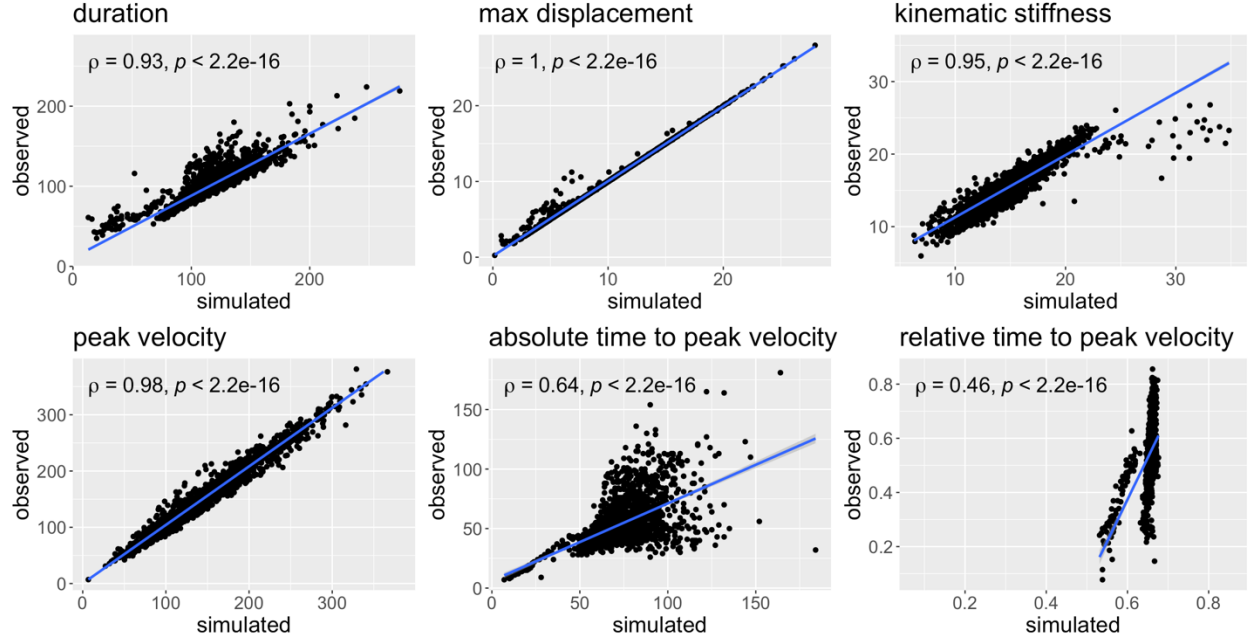 duration
ρ = 0.93, p < 2.2e-16
observed
200
100
0
0
100
200
simulated
max displacement
ρ = 1, p < 2.2e-16
observed
20
10
0
0
10
20
simulated
kinematic stiffness
ρ = 0.95, p < 2.2e-16
observed
30
20
10
10
20
30
simulated
peak velocity
ρ = 0.98, p < 2.2e-16
observed
300
200
100
0
0
100
200
300
simulated
absolute time to peak velocity
ρ = 0.64, p < 2.2e-16
observed
150
100
50
0
0
50
100
150
simulated
relative time to peak velocity
ρ = 0.46, p < 2.2e-16
observed
0.8
0.6
0.4
0.2
0.2
0.4
0.6
0.8
simulated